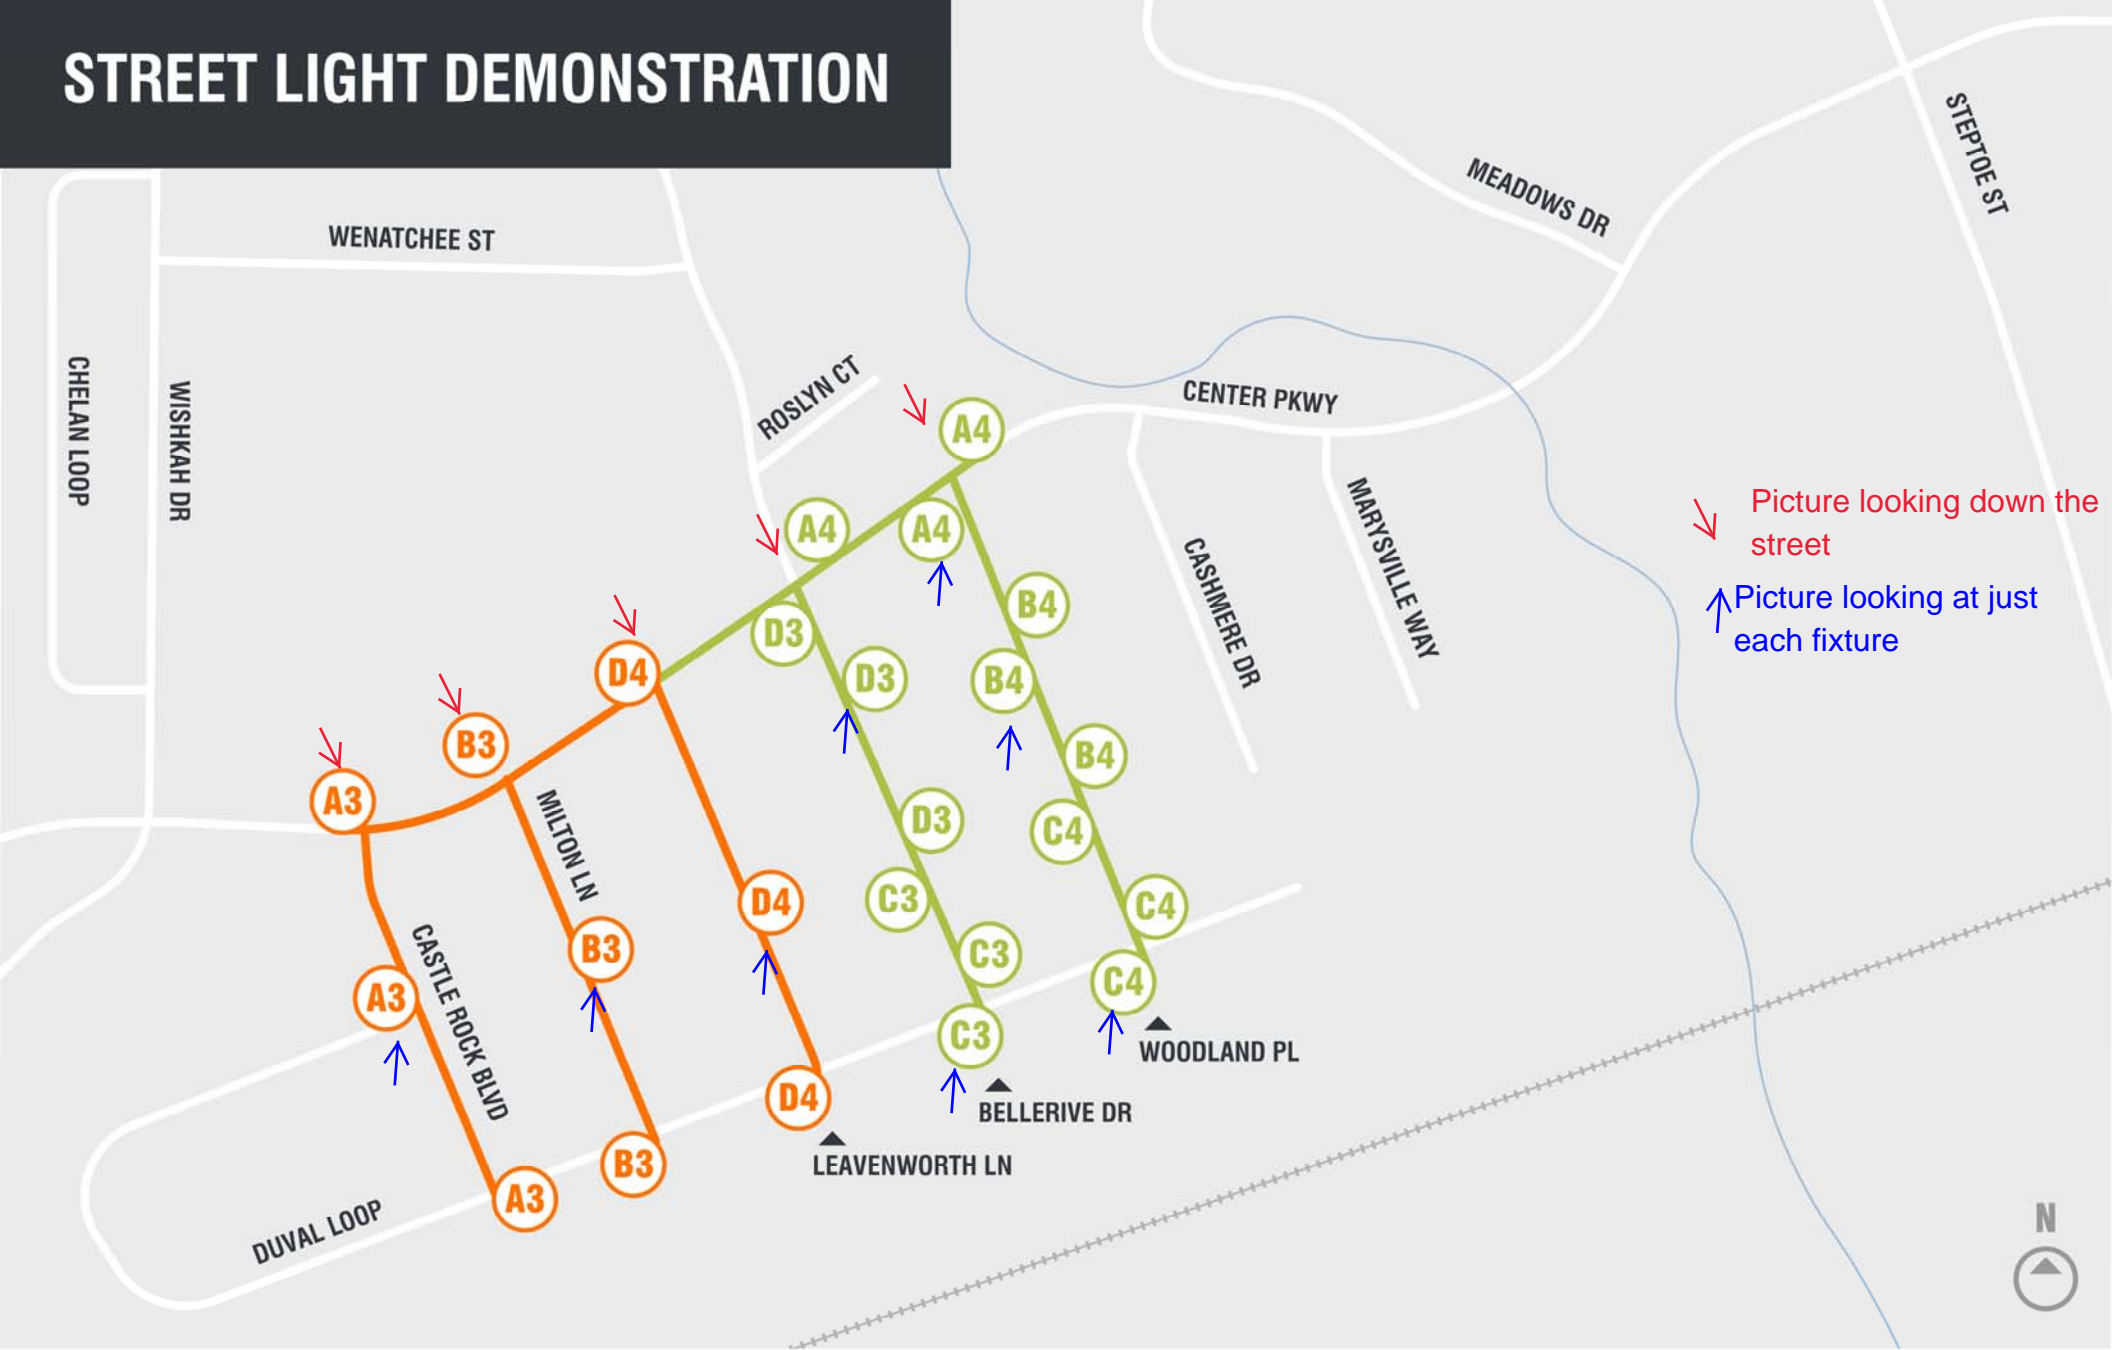 STREET LIGHT DEMONSTRATION
STEPTOE ST
MEADOWS DR
WENATCHEE ST
CHELAN LOOP
WISHKAH DR
ROSLYN CT
CENTER PKWY
A4
A4
A4
MARYSVILLE WAY
CASHMERE DR
Picture looking down the
street
Picture looking at just
each fixture
B4
D3
D4
D3
B4
B3
B4
A3
MILTON LN
D3
C4
D4
C3
C4
CASTLE ROCK BLVD
B3
C3
A3
C4
C3
WOODLAND PL
D4
BELLERIVE DR
B3
LEAVENWORTH LN
A3
DUVAL LOOP
N